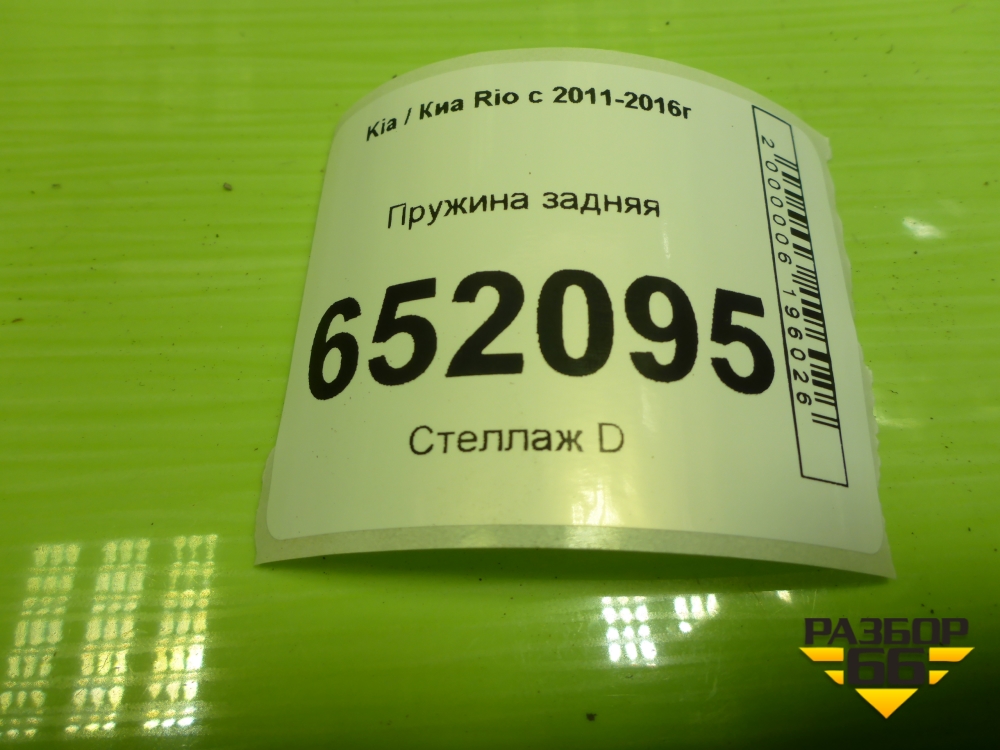 Kia / Киа Rio с 2011-2016г
Пружина задняя
652095
Стеллаж D
2000006196026
РАЗБОР
66